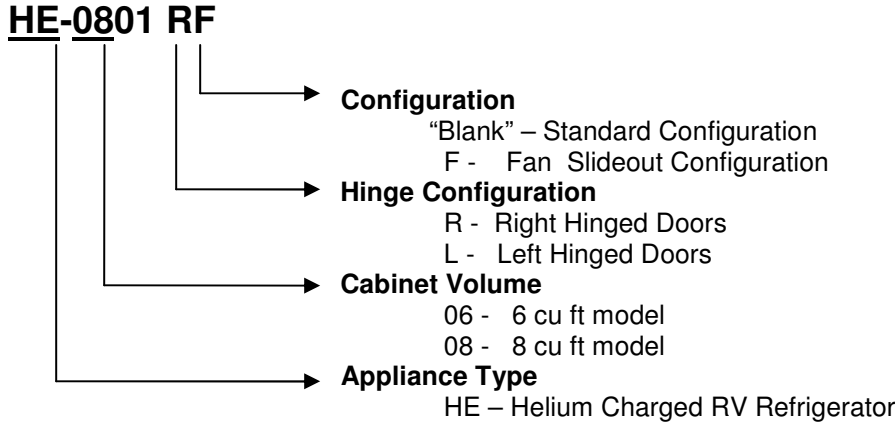 HE-0801 RF
Configuration
“Blank” – Standard Configuration
F - Fan Slideout Configuration
Hinge Configuration
R - Right Hinged Doors
L - Left Hinged Doors
Cabinet Volume
06 - 6 cu ft model
08 - 8 cu ft model
Appliance Type
HE – Helium Charged RV Refrigerator